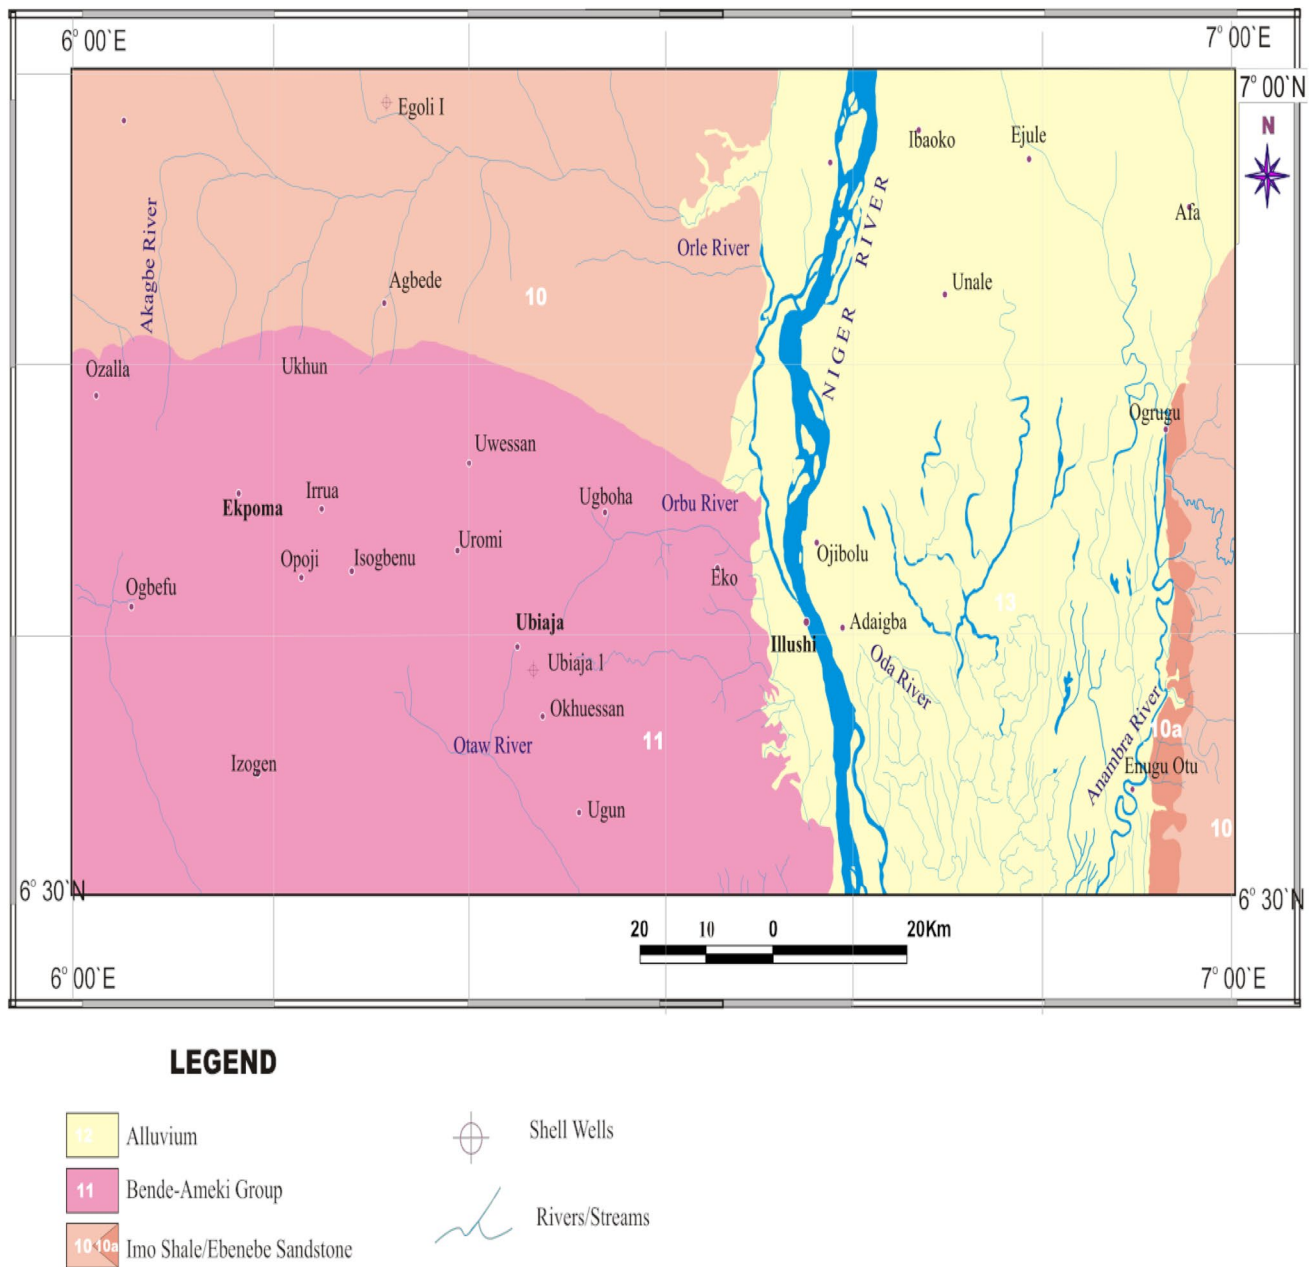 6° 00`E
7° 00`E
7° 00`N
N
Egoli I
Ibaoko
Ejule
Afa
Akagbe River
Orle River
NIGER RIVER
Agbede
10
Unale
Ozalla
Ukhun
Ogrugu
Uwessan
Ekpoma
Irrua
Ugboha
Orbu River
Opoji
Isogbenu
Uromi
Ojibolu
Eko
Ogbefu
13
Ubiaja
Illushi
Adaigba
Ubiaja 1
Oda River
Okhuessan
Otaw River
11
10a
Anambra River
Izogen
Enugu Otu
Ugun
10
6° 30`N
6° 30`N
20 10 0 20Km
6° 00`E
7° 00`E
LEGEND
12 Alluvium
Shell Wells
11 Bende-Ameki Group
Rivers/Streams
10 10a Imo Shale/Ebenebe Sandstone